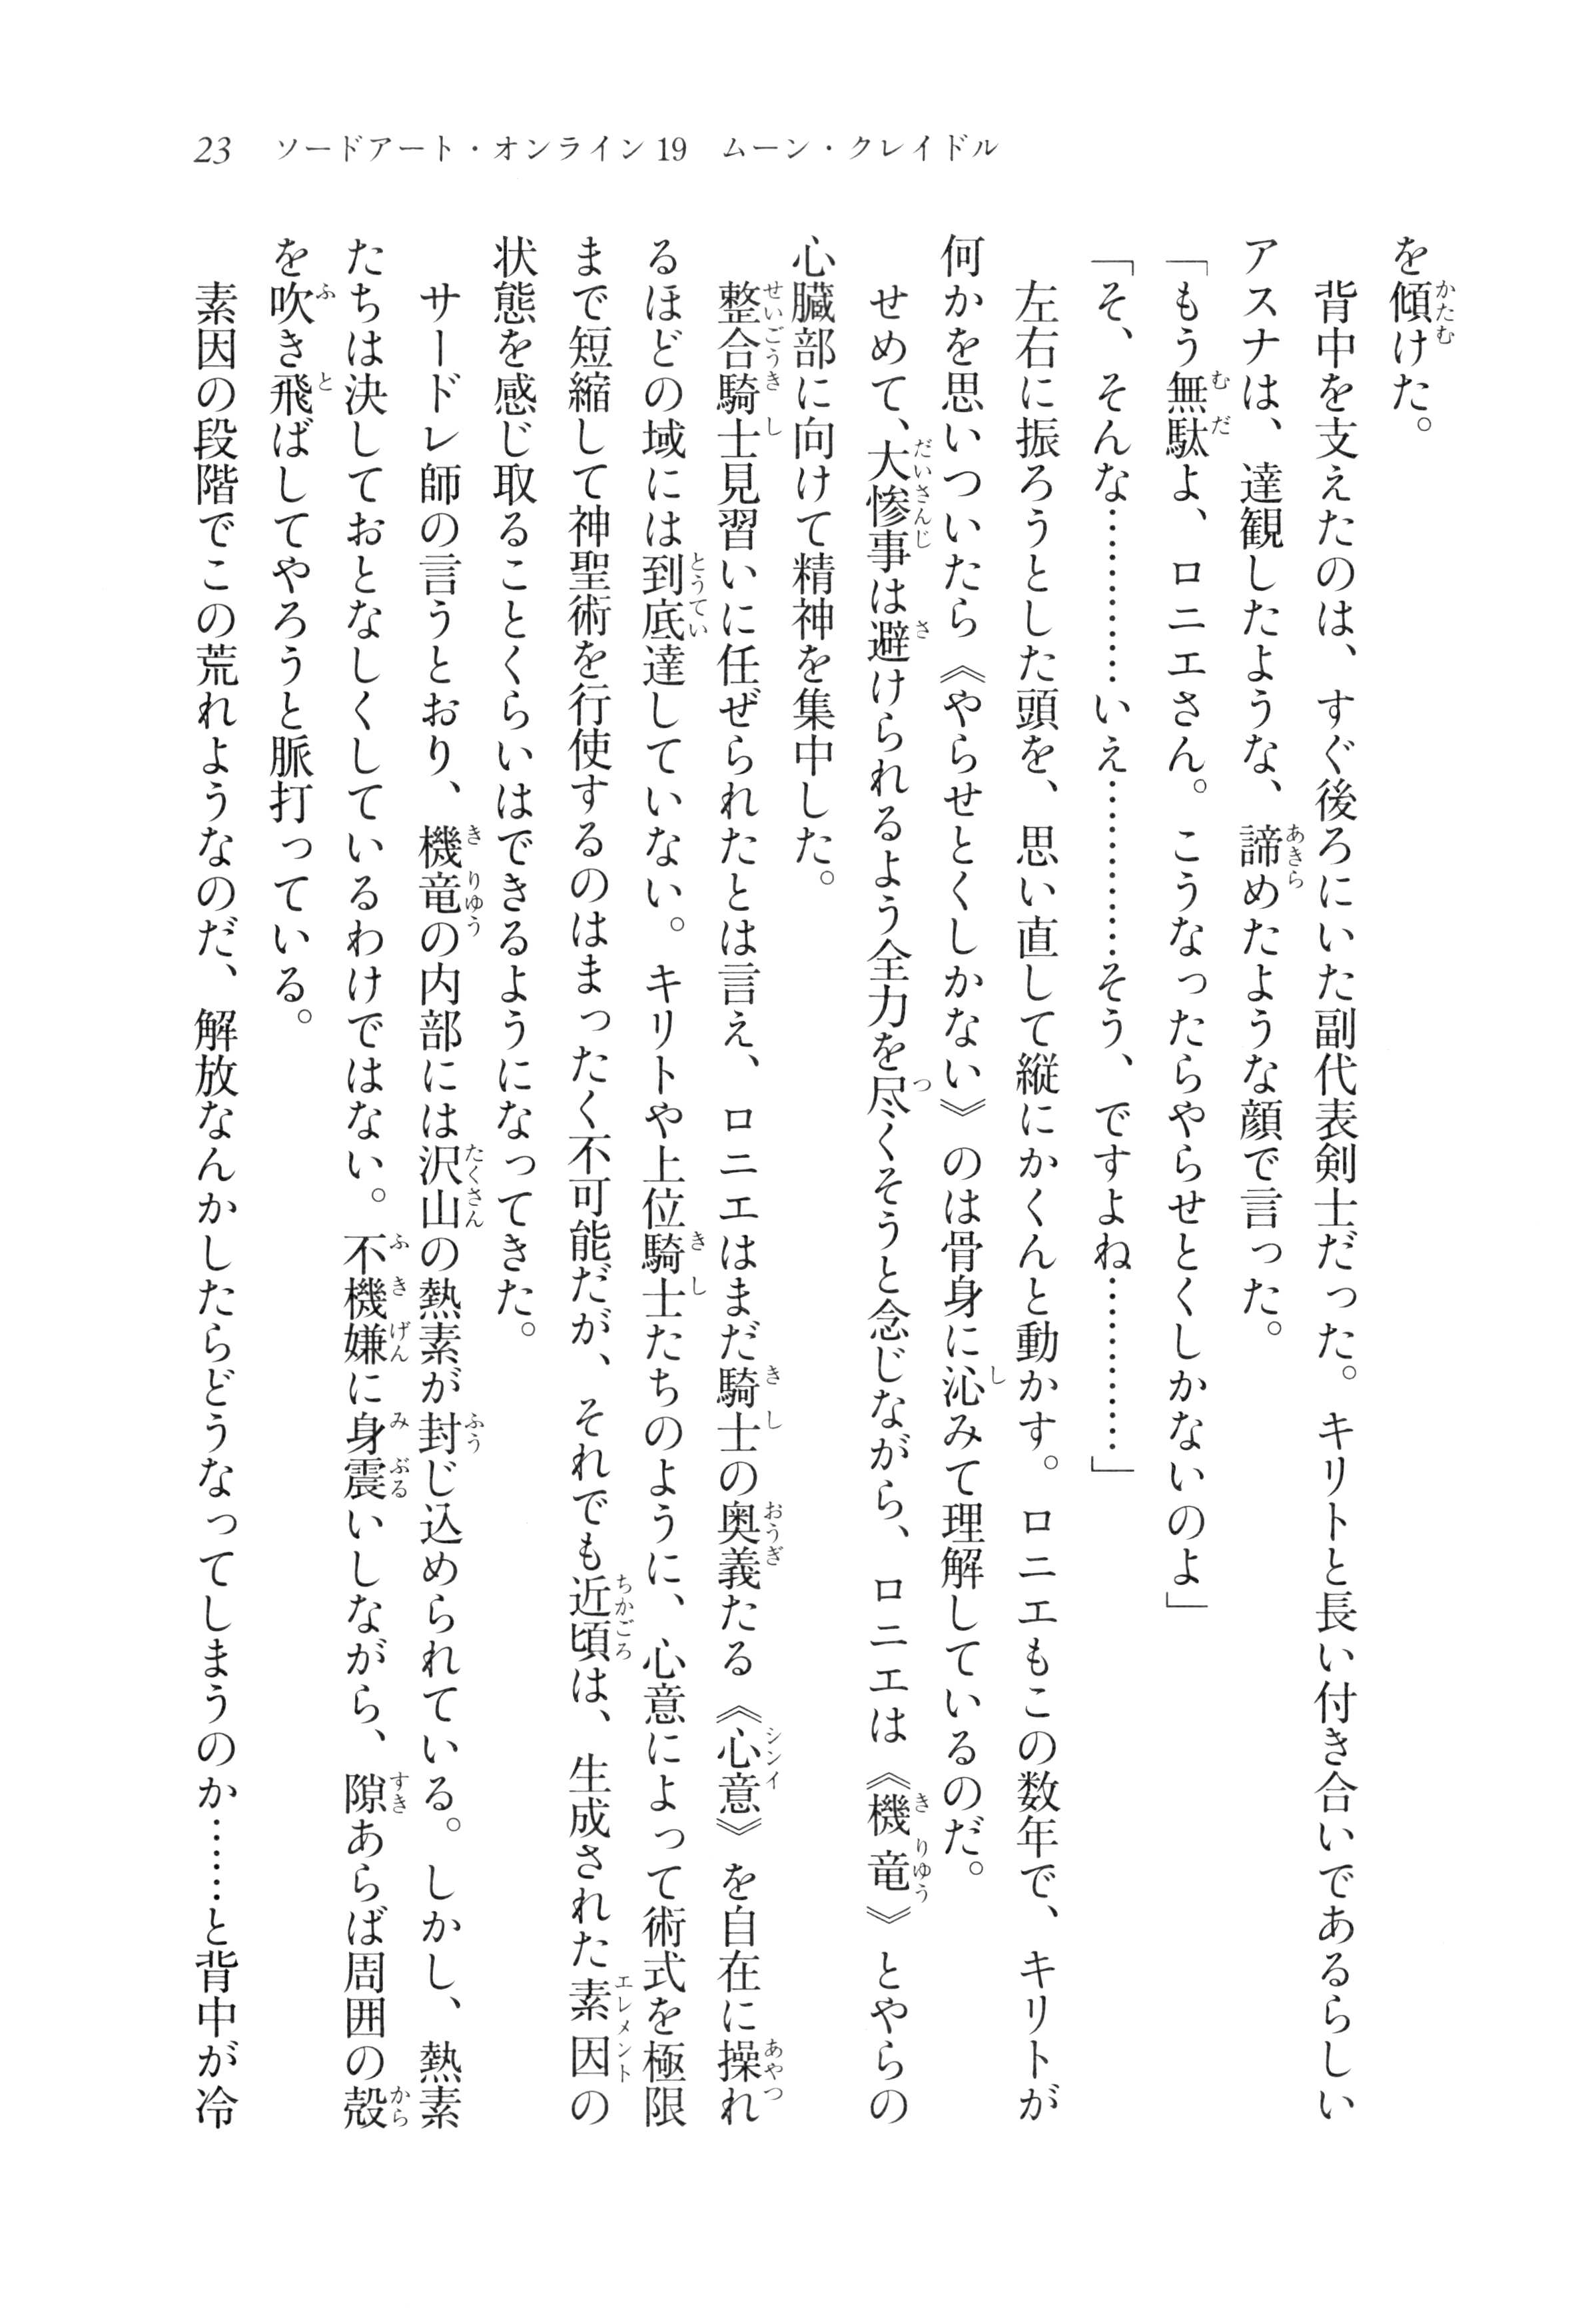 23 ソードアート・オンライン19 ムーン・クレイドル
を傾けた。
背中を支えたのは、すぐ後ろにいた副代表剣士だった。キリトと長い付き合いであるらしい
アスナは、達観したような、諦めたような顔で言った。
「もう無駄よ、ロニエさん。こうなったらやらせとくしかないのよ」
「そ、そんな…………いえ…………そう、ですよね…………」
左右に振ろうとした頭を、思い直して縦にかくんと動かす。ロニエもこの数年で、キリトが
何かを思いついたら《やらせとくしかない》のは骨身に沁みて理解しているのだ。
せめて、大惨事は避けられるよう全力を尽くそうと念じながら、ロニエは《機竜》とやらの
心臓部に向けて精神を集中した。
整合騎士見習いに任ぜられたとは言え、ロニエはまだ騎士の奥義たる《心意》を自在に操れ
るほどの域には到底達していない。キリトや上位騎士たちのように、心意によって術式を極限
まで短縮して神聖術を行使するのはまったく不可能だが、それでも近頃は、生成された素因の
状態を感じ取ることくらいはできるようになってきた。
サードレ師の言うとおり、機竜の内部には沢山の熱素が封じ込められている。しかし、熱素
たちは決しておとなしくしているわけではない。不機嫌に身震いしながら、隙あらば周囲の殻
を吹き飛ばしてやろうと脈打っている。
素因の段階でこの荒れようなのだ、解放なんかしたらどうなってしまうのか……と背中が冷